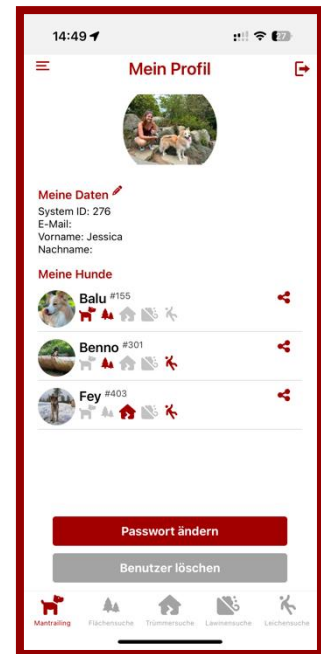 14:49
27
Mein Profil
Meine Daten
System ID: 276
E-Mail:
Vorname: Jessica
Nachname:
Meine Hunde
Balu #155
Benno #301
Fey #403
Passwort ändern
Benutzer löschen
Mantrailing Flächensuche Trümmersuche Lawinensuche Leichensuche